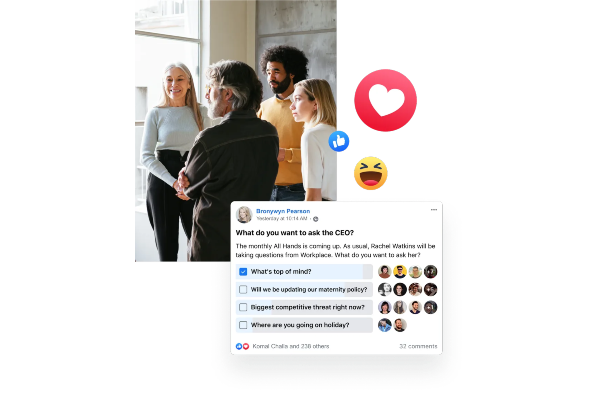 Bronywyn Pearson
Yesterday at 10:14 AM ·
What do you want to ask the CEO?
The monthly All Hands is coming up. As usual, Rachel Watkins will be
taking questions from Workplace. What do you want to ask her?
What's top of mind?
Will we be updating our maternity policy?
Biggest competitive threat right now?
Where are you going on holiday?
Komal Challa and 236 others
32 comments